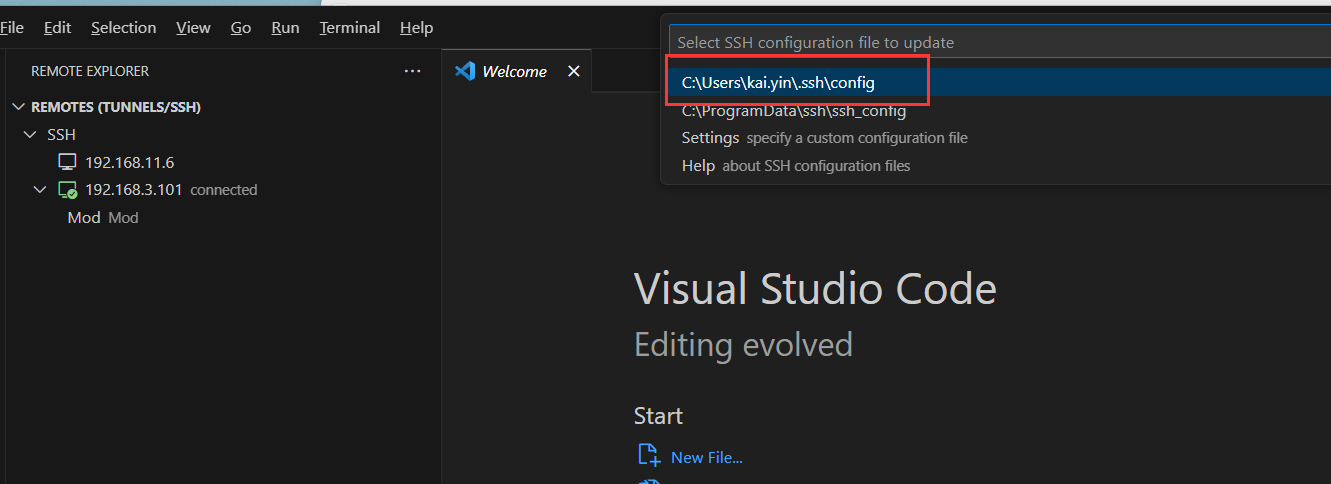 File Edit Selection View Go Run Terminal Help
Select SSH configuration file to update
C:\Users\kai.yin\.ssh\config
C:\ProgramData\ssh\ssh_config
Settings specify a custom configuration file
Help about SSH configuration files
REMOTE EXPLORER
REMOTES (TUNNELS/SSH)
SSH
192.168.11.6
192.168.3.101 connected
Mod Mod
Welcome
Visual Studio Code
Editing evolved
Start
New File...